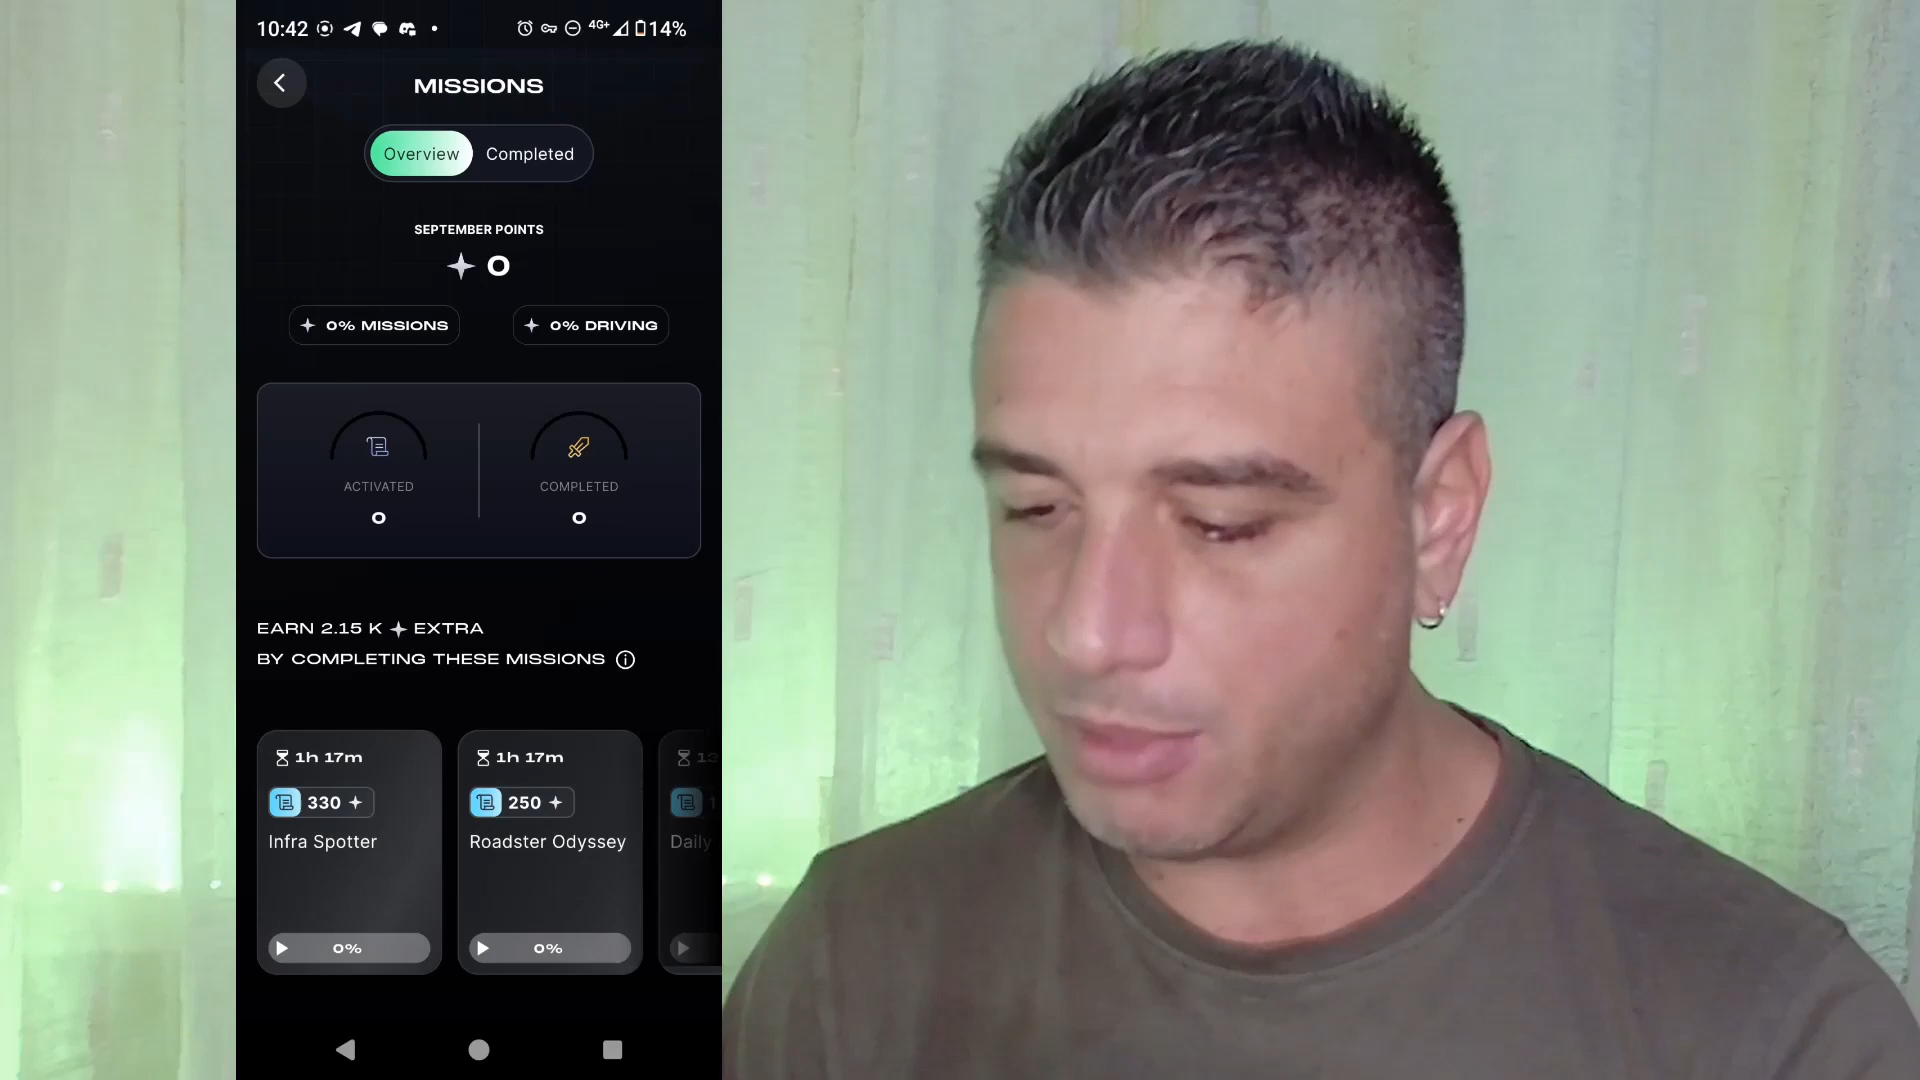 10:42 4G+ 14%
MISSIONS
Overview Completed
SEPTEMBER POINTS
0
0% MISSIONS 0% DRIVING
ACTIVATED COMPLETED
0 0
EARN 2.15 K EXTRA
BY COMPLETING THESE MISSIONS
1h 17m 1h 17m
330 250
Infra Spotter Roadster Odyssey Daily
0% 0%